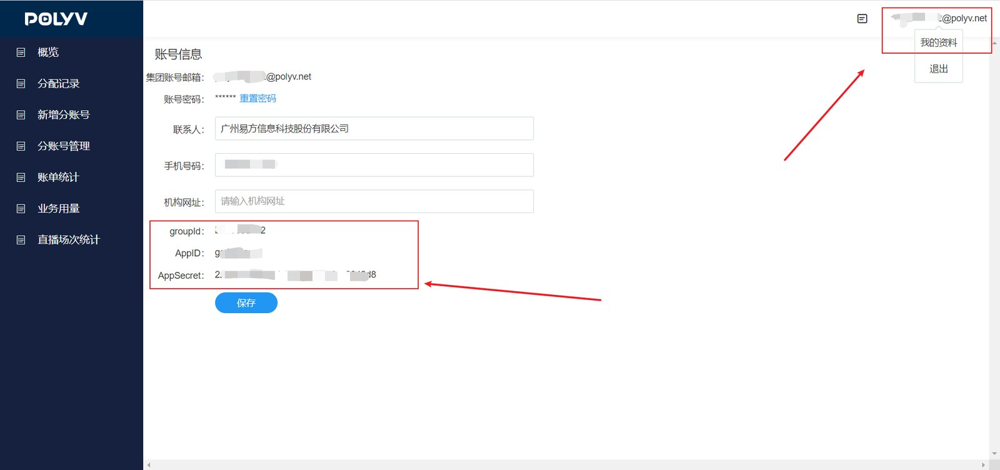 POLYV
@polyv.net
我的资料
退出
概览
分配记录
新增分账号
分账号管理
账单统计
业务用量
直播场次统计
账号信息
集团账号邮箱： @polyv.net
账号密码： ****** 重置密码
联系人： 广州易方信息科技股份有限公司
手机号码：
机构网址： 请输入机构网址
groupId： 2
AppID： g
AppSecret： 2. d8
保存